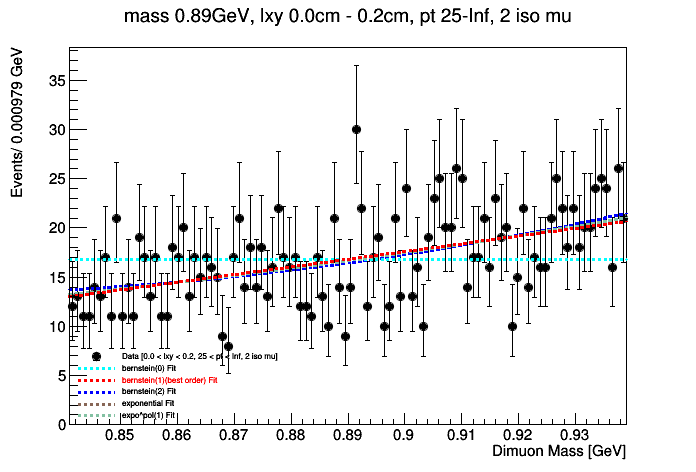 mass 0.89GeV, lxy 0.0cm - 0.2cm, pt 25-Inf, 2 iso mu
Events/ 0.000979 GeV
35
30
25
20
15
10
5
0
Data [0.0 < lxy < 0.2, 25 < pt < Inf, 2 iso mu]
bernstein(0) Fit
bernstein(1)(best order) Fit
bernstein(2) Fit
exponential Fit
expo*pol(1) Fit
0.85 0.86 0.87 0.88 0.89 0.9 0.91 0.92 0.93
Dimuon Mass [GeV]